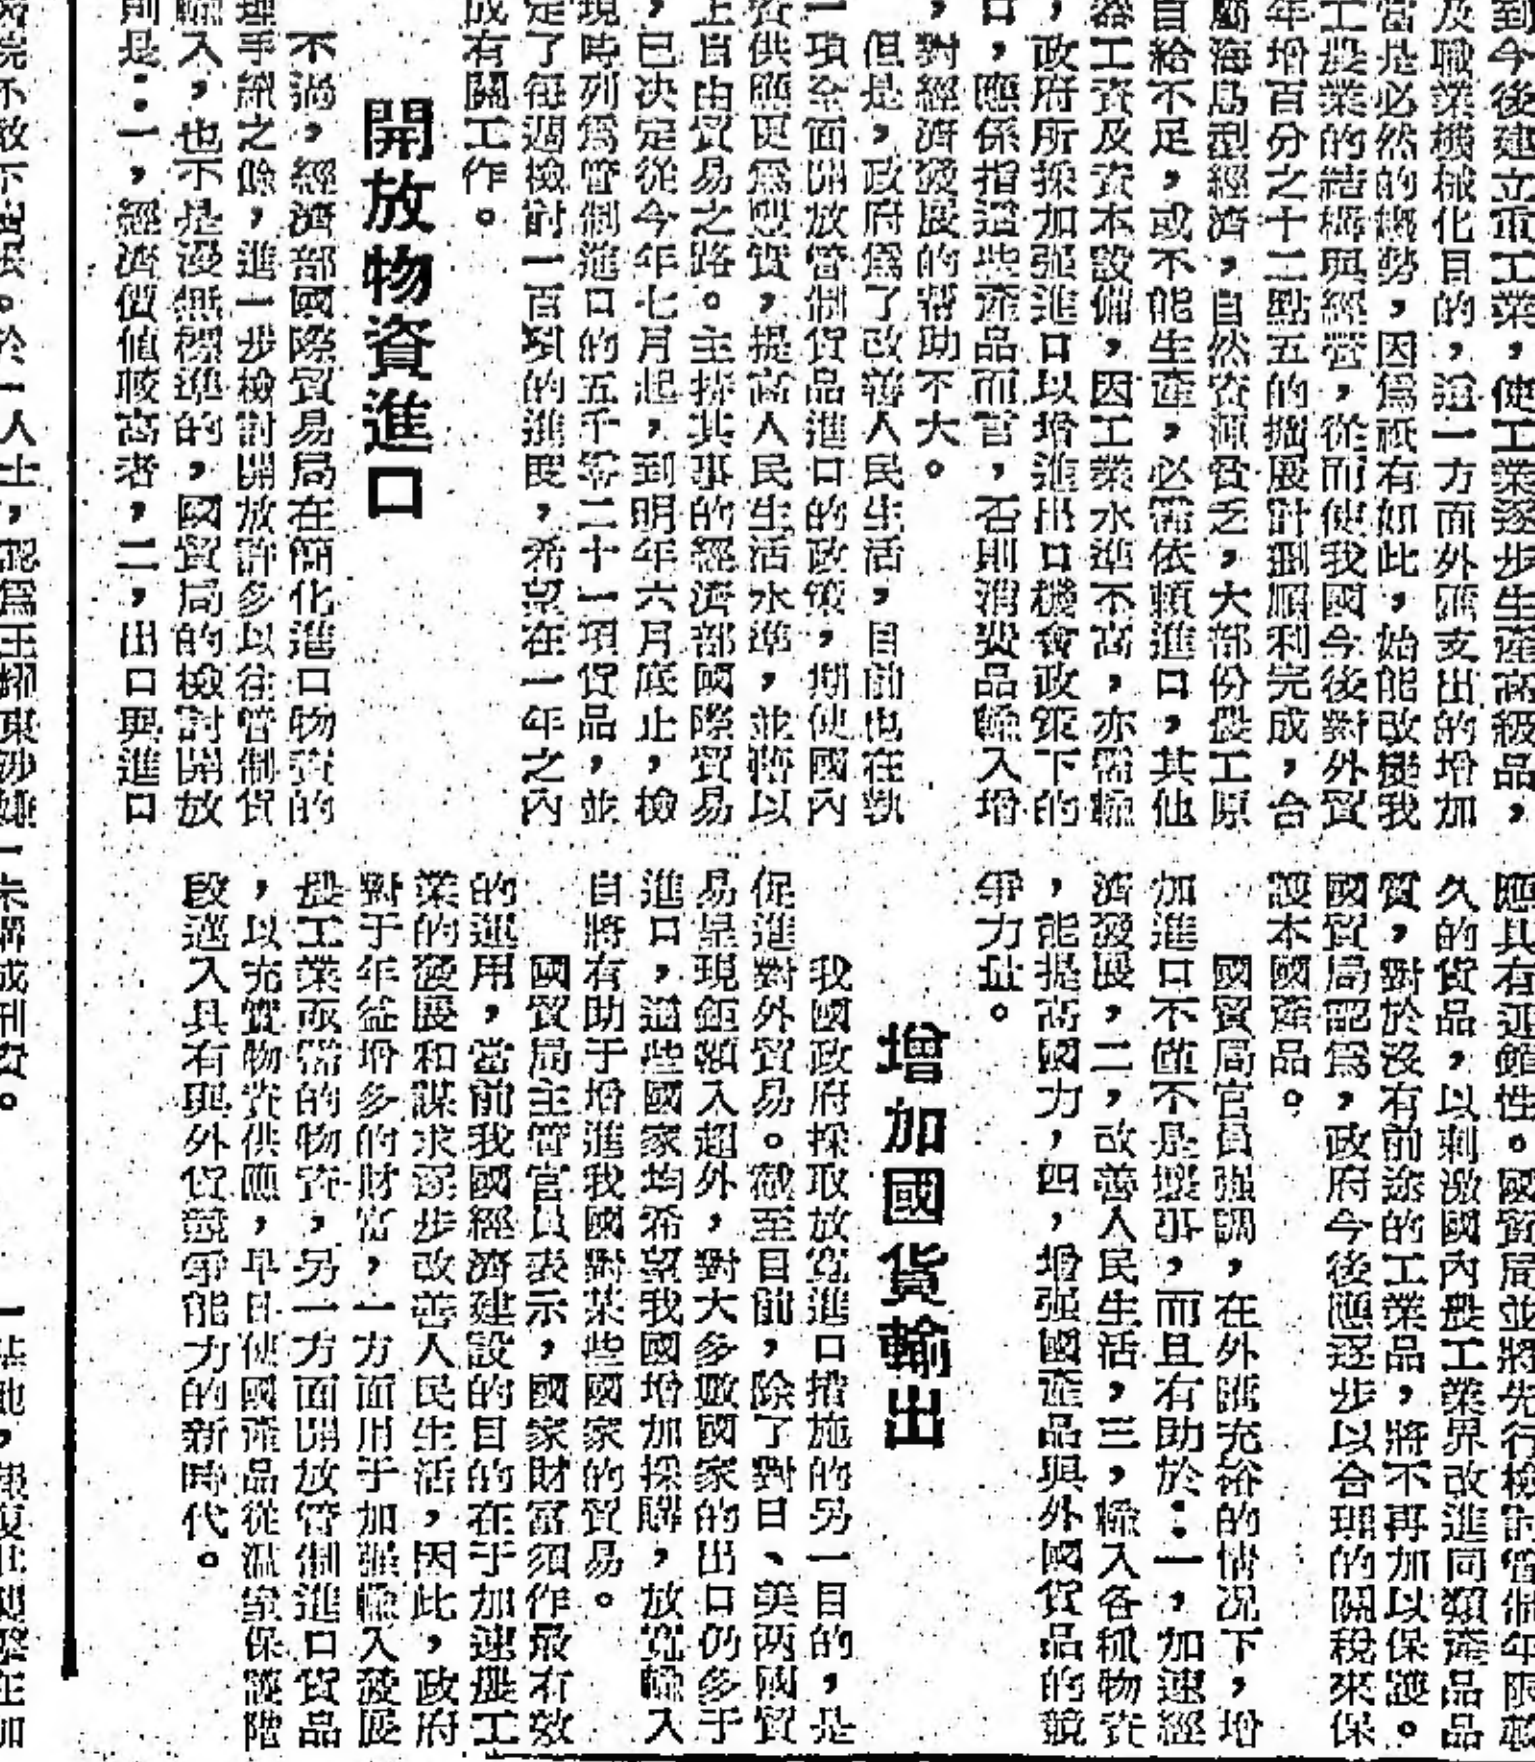 到今後建立重工業，使工業逐步生產高級品，
及職業機械化目的，這一方面外匯支出的增加
當是必然的趨勢，因爲祇有如此，始能改變我
工農業的結構與經營，從而使我國今後對外貿
年增百分之十二點五的擴展計劃順利完成，合
屬海島型經濟，自然資源貧乏，大部份農工原
自給不足，或不能生產，必需依賴進口，其他
器工資及資本設備，因工業水準不高，亦需輸
，政府所採加强進口以增進出口機會政策下的
口，應係指這些產品而言，否則消費品輸入增
，對經濟發展的幫助不大。
但是，政府爲了改善人民生活，目前也在執
一項全面開放管制貨品進口的政策，期使國內
資供應更爲豐實，提高人民生活水準，並將以
上自由貿易之路。主持其事的經濟部國際貿易
，已決定從今年七月起，到明年六月底止，檢
現時列爲管制進口的五千零二十一項貨品，並
定了每週檢討一百項的進度，希望在一年之內
成有關工作。
開放物資進口
不過，經濟部國際貿易局在簡化進口物資的
理手續之餘，進一步檢討開放許多以往管制貨
輸入，也不是漫無標準的，國貿局的檢討開放
則是：一，經濟價值較高者，二，出口與進口
應具有連鎖性。國貿局並將先行檢討管制年限較
久的貨品，以刺激國內農工業界改進同類產品品
質，對於沒有前途的工業品，將不再加以保護。
國貿局認爲，政府今後應逐步以合理的關稅來保
護本國產品。
國貿局官員强調，在外匯充裕的情况下，增
加進口不僅不是壞事，而且有助於：一，加速經
濟發展，二，改善人民生活，三，輸入各種物資
，能提高國力，四，增强國產品與外國貨品的競
爭力量。
增加國貨輸出
我國政府採取放寬進口措施的另一目的，是
促進對外貿易。截至目前，除了對日、美两國貿
易呈現鉅額入超外，對大多數國家的出口仍多于
進口，這些國家均希望我國增加採購，放寬輸入
自將有助于增進我國對某些國家的貿易。
國貿局主管官員表示，國家財富須作最有效
的運用，當前我國經濟建設的目的在于加速農工
業的發展和謀求逐步改善人民生活，因此，政府
對于年益增多的財富，一方面用于加强輸入發展
農工業所需的物資，另一方面開放管制進口貨品
，以充實物資供應，早日使國產品從温室保護階
段邁入具有與外貨競爭能力的新時代。